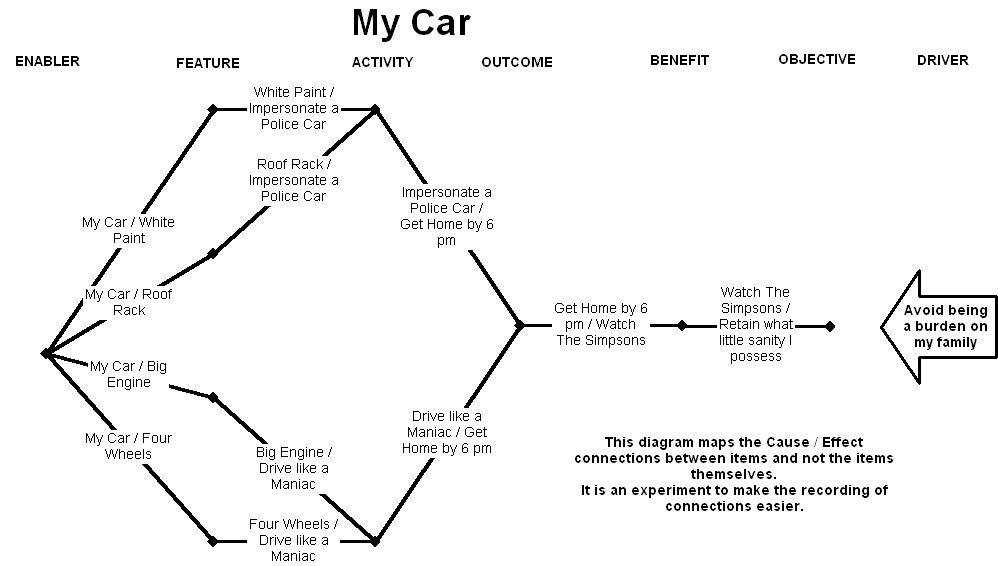 My Car
ENABLER
FEATURE
ACTIVITY
OUTCOME
BENEFIT
OBJECTIVE
DRIVER
White Paint /
Impersonate a
Police Car
Roof Rack /
Impersonate a
Police Car
Impersonate a
Police Car /
Get Home by 6
pm
My Car / White
Paint
My Car / Roof
Rack
Get Home by 6
pm / Watch
The Simpsons
Watch The
Simpsons /
Retain what
little sanity I
possess
Avoid being
a burden on
my family
My Car / Big
Engine
My Car / Four
Wheels
Big Engine /
Drive like a
Maniac
Drive like a
Maniac / Get
Home by 6 pm
Four Wheels /
Drive like a
Maniac
This diagram maps the Cause / Effect
connections between items and not the items
themselves.
It is an experiment to make the recording of
connections easier.